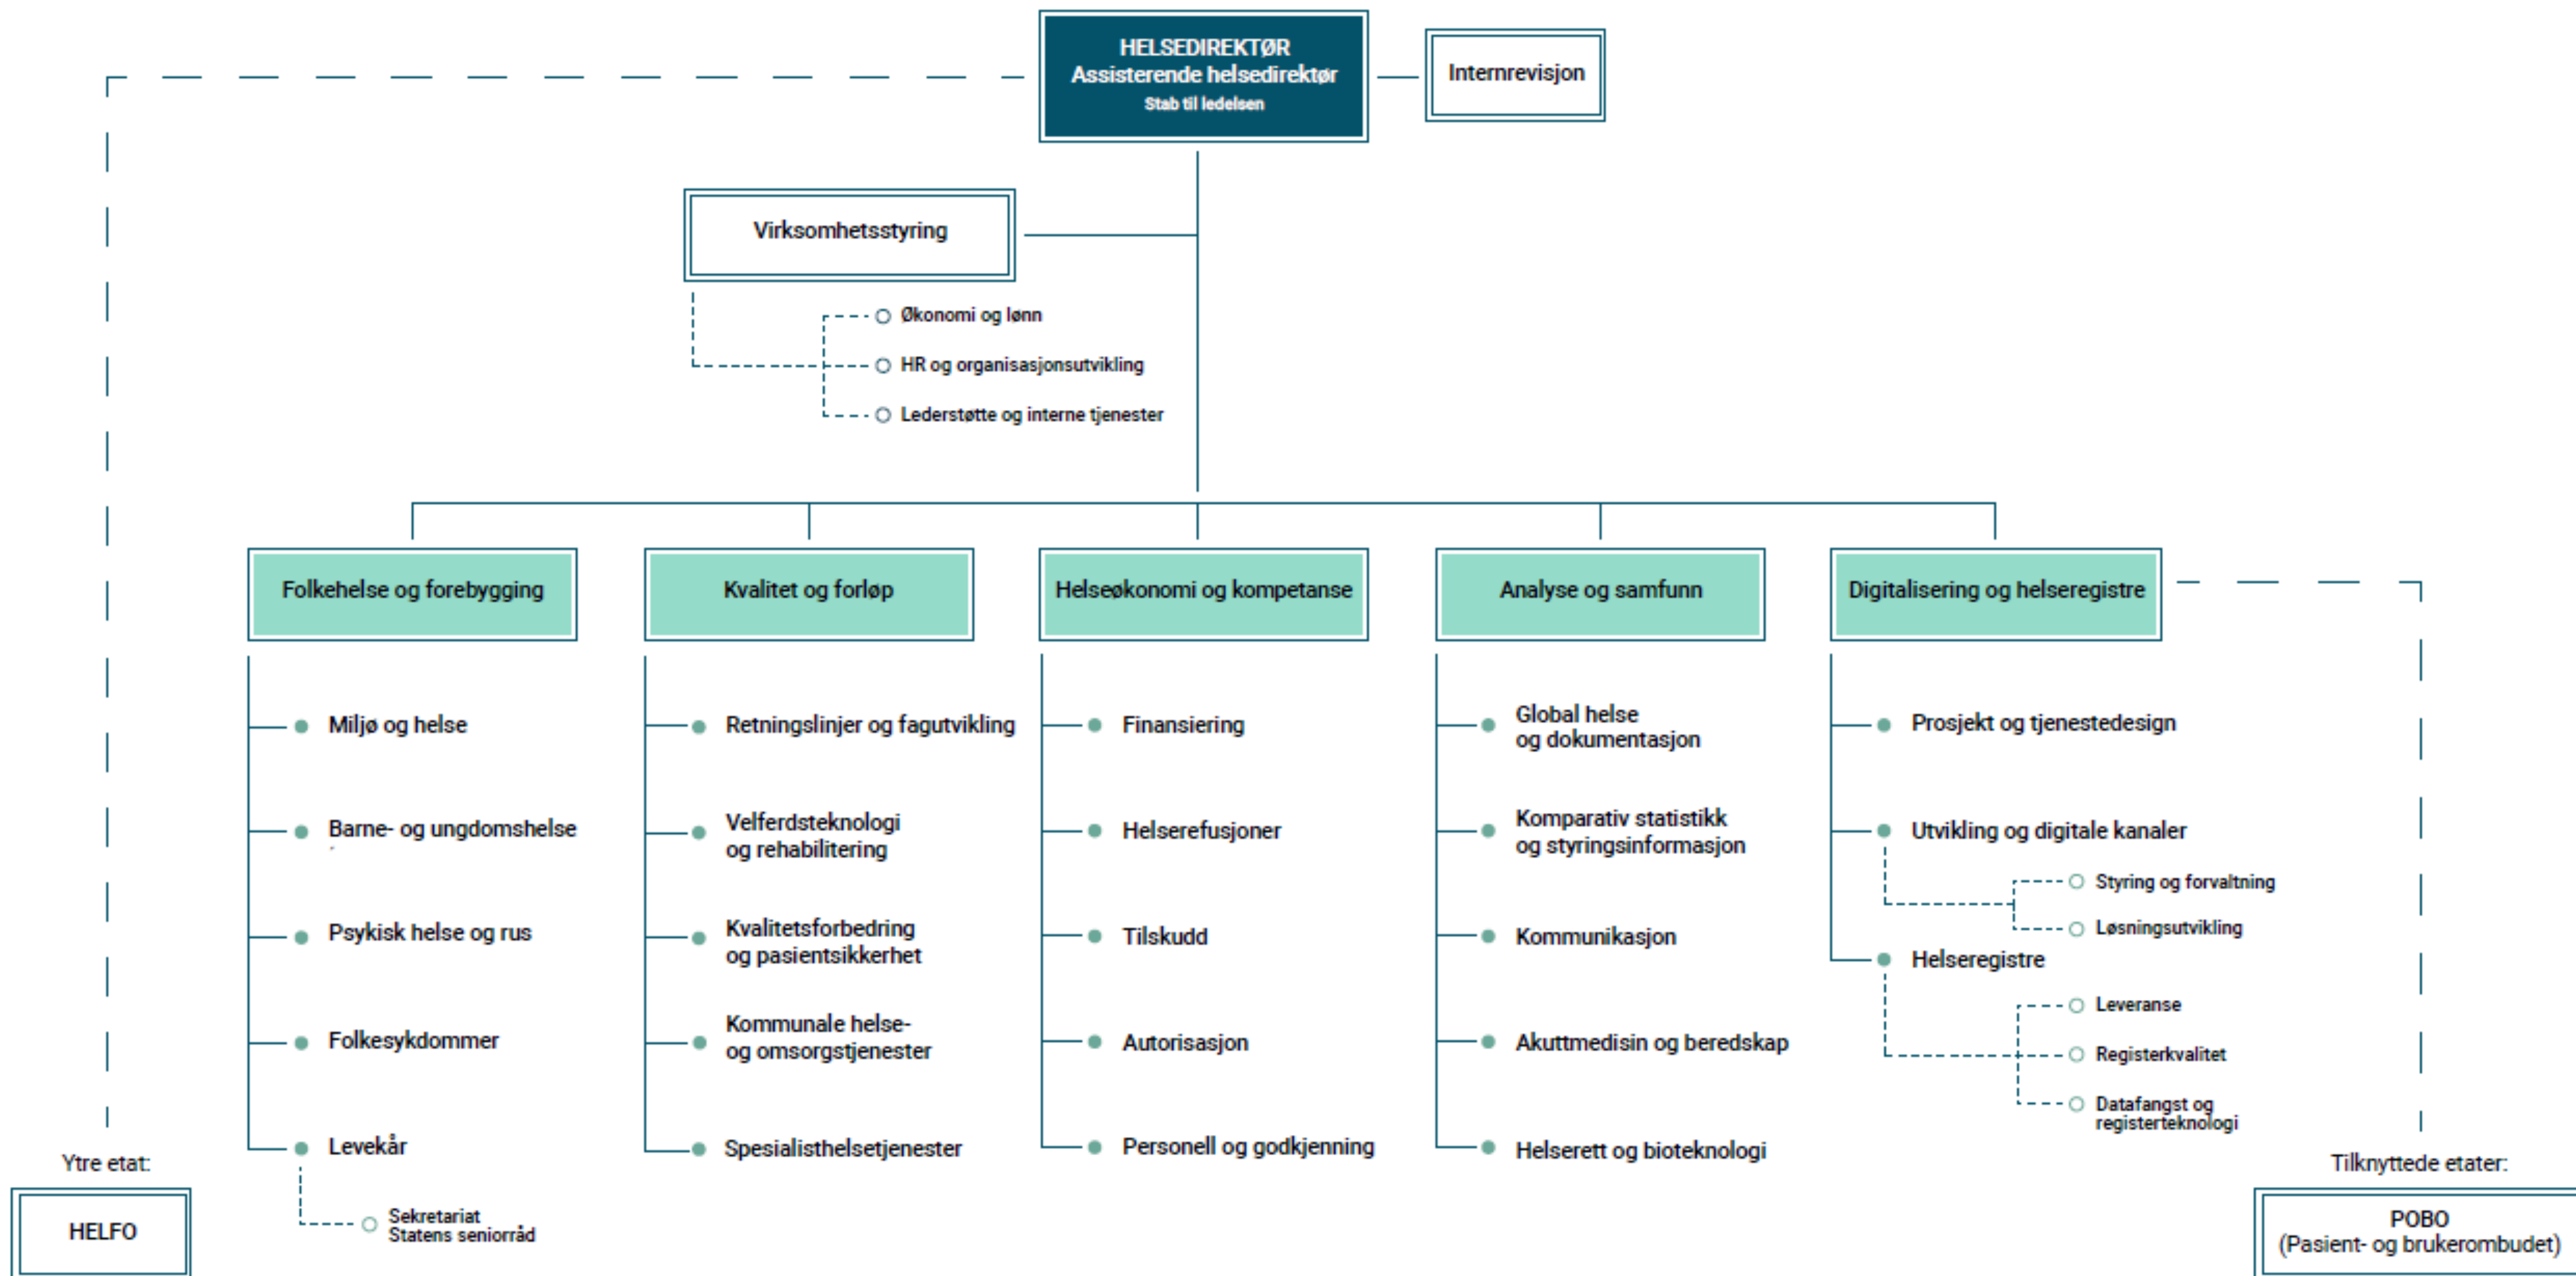 HELSEDIREKTØR
Assisterende helsedirektør
Stab til ledelsen
Internrevisjon
Virksomhetsstyring
Økonomi og lønn
HR og organisasjonsutvikling
Lederstøtte og interne tjenester
Folkehelse og forebygging
Miljø og helse
Barne- og ungdomshelse
Psykisk helse og rus
Folkesykdommer
Levekår
Sekretariat
Statens seniorråd
Kvalitet og forløp
Retningslinjer og fagutvikling
Velferdsteknologi
og rehabilitering
Kvalitetsforbedring
og pasientsikkerhet
Kommunale helse-
og omsorgstjenester
Spesialisthelsetjenester
Helseøkonomi og kompetanse
Finansiering
Helserefusjoner
Tilskudd
Autorisasjon
Personell og godkjenning
Analyse og samfunn
Global helse
og dokumentasjon
Komparativ statistikk
og styringsinformasjon
Kommunikasjon
Akuttmedisin og beredskap
Helserett og bioteknologi
Digitalisering og helseregistre
Prosjekt og tjenestedesign
Utvikling og digitale kanaler
Styring og forvaltning
Løsningsutvikling
Helseregistre
Leveranse
Registerkvalitet
Datafangst og
registerteknologi
Ytre etat:
HELFO
Tilknyttede etater:
POBO
(Pasient- og brukerombudet)